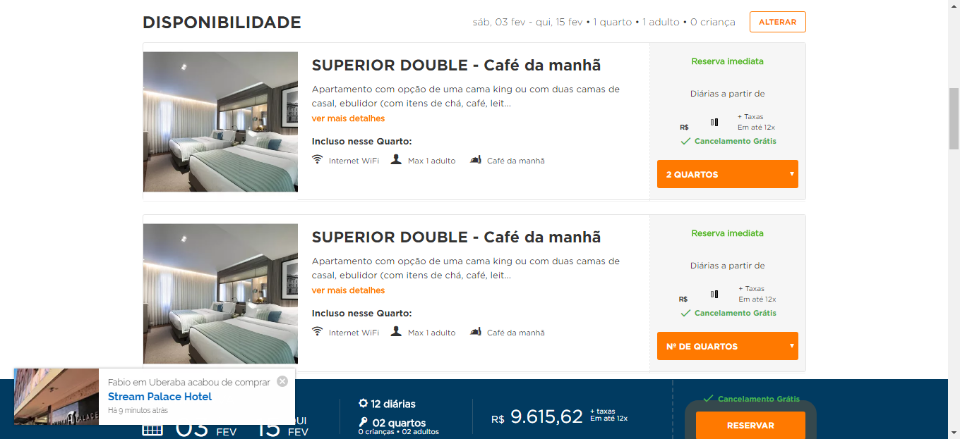 DISPONIBILIDADE
sáb, 03 fev - qui, 15 fev • 1 quarto • 1 adulto • 0 criança
ALTERAR
SUPERIOR DOUBLE - Café da manhã
Apartamento com opção de uma cama king ou com duas camas de
casal, ebulidor (com itens de chá, café, leit...
ver mais detalhes
Incluso nesse Quarto:
Internet WiFi
Max 1 adulto
Café da manhã
Reserva imediata
Diárias a partir de
R$
+ Taxas
Em até 12x
Cancelamento Grátis
2 QUARTOS
SUPERIOR DOUBLE - Café da manhã
Apartamento com opção de uma cama king ou com duas camas de
casal, ebulidor (com itens de chá, café, leit...
ver mais detalhes
Incluso nesse Quarto:
Internet WiFi
Max 1 adulto
Café da manhã
Reserva imediata
Diárias a partir de
R$
+ Taxas
Em até 12x
Cancelamento Grátis
Nº DE QUARTOS
Fabio em Uberaba acabou de comprar
Stream Palace Hotel
Há 9 minutos atrás
03
FEV
15
QUI
FEV
12 diárias
02 quartos
0 crianças • 02 adultos
R$ 9.615,62
+ taxas
Em até 12x
Cancelamento Grátis
RESERVAR